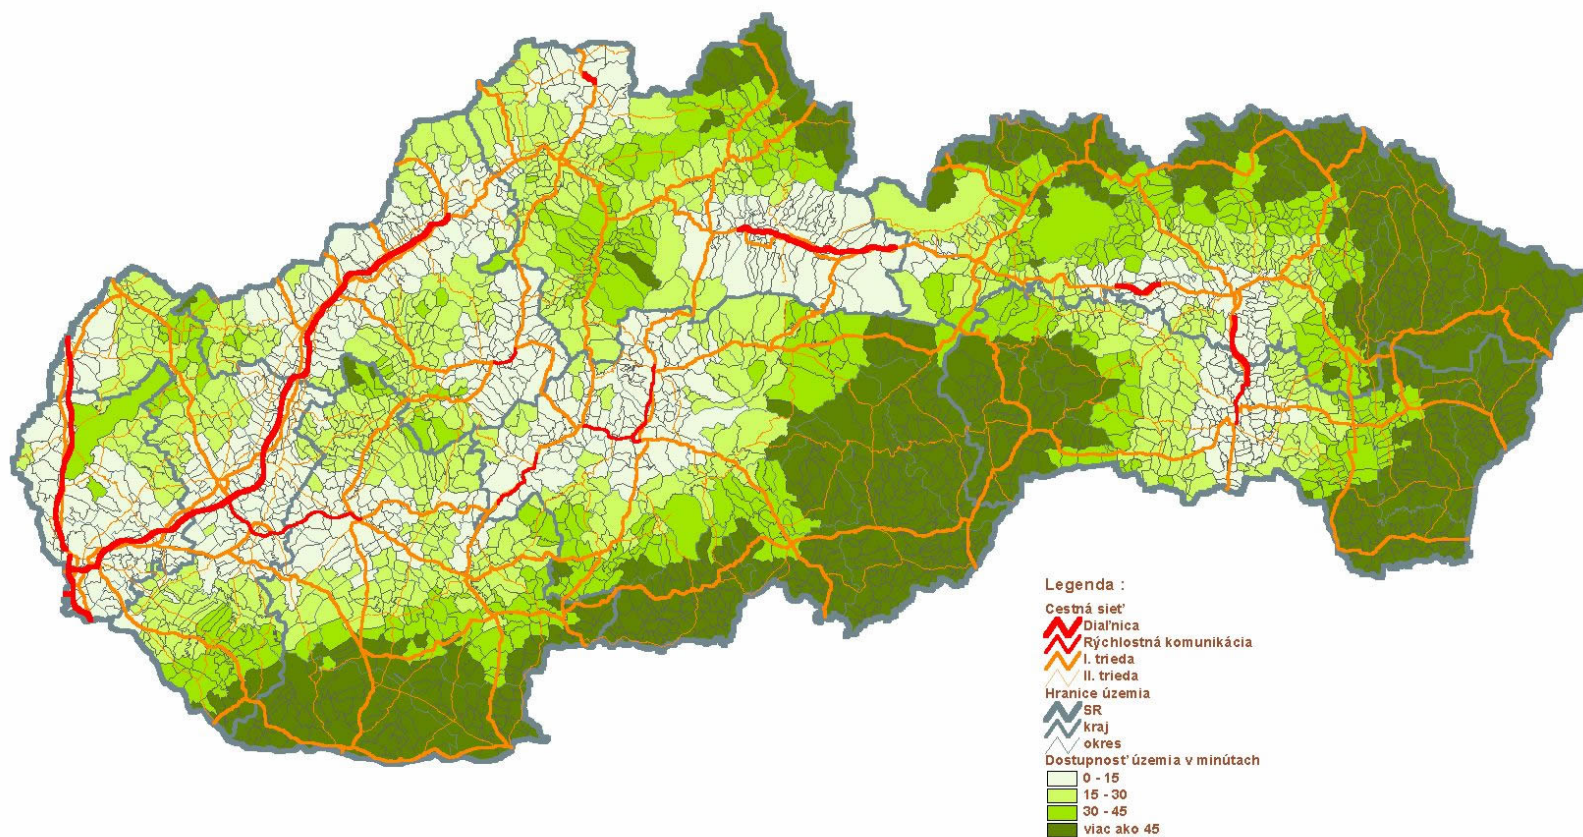 Legenda :
Cestná sieť
Diaľnica
Rýchlostná komunikácia
I. trieda
II. trieda
Hranice územia
SR
kraj
okres
Dostupnosť územia v minútach
0 - 15
15 - 30
30 - 45
viac ako 45